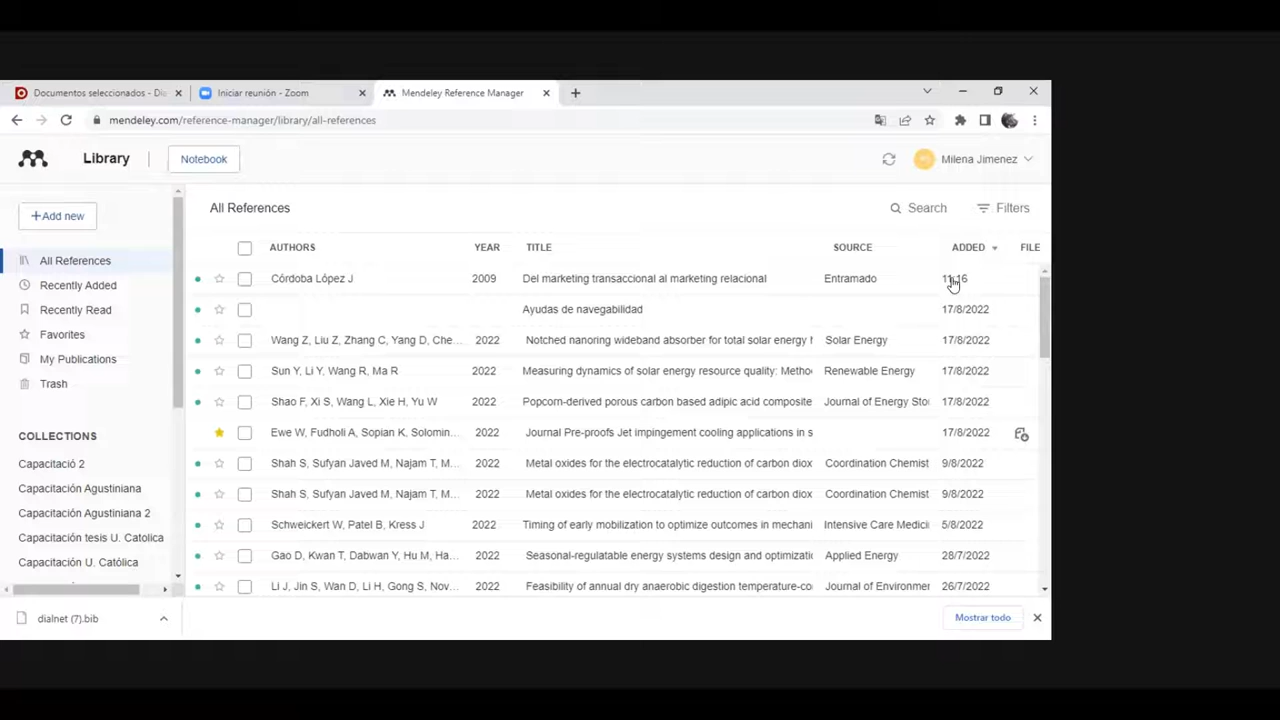 Documentos seleccionados - Dia
Iniciar reunión - Zoom
Mendeley Reference Manager
mendeley.com/reference-manager/library/all-references
Library
Notebook
Milena Jimenez
+Add new
All References
Recently Added
Recently Read
Favorites
My Publications
Trash
COLLECTIONS
Capacitació 2
Capacitación Agustiniana
Capacitación Agustiniana 2
Capacitación tesis U. Catolica
Capacitación U. Católica
All References
Search
Filters
AUTHORS YEAR TITLE SOURCE ADDED FILE
Córdoba López J 2009 Del marketing transaccional al marketing relacional Entramado 11:16
Ayudas de navegabilidad 17/8/2022
Wang Z, Liu Z, Zhang C, Yang D, Che... 2022 Notched nanoring wideband absorber for total solar energy Solar Energy 17/8/2022
Sun Y, Li Y, Wang R, Ma R 2022 Measuring dynamics of solar energy resource quality: Metho Renewable Energy 17/8/2022
Shao F, Xi S, Wang L, Xie H, Yu W 2022 Popcorn-derived porous carbon based adipic acid composite Journal of Energy Sto 17/8/2022
Ewe W, Fudholi A, Sopian K, Solomin... 2022 Journal Pre-proofs Jet impingement cooling applications in s 17/8/2022
Shah S, Sufyan Javed M, Najam T, M... 2022 Metal oxides for the electrocatalytic reduction of carbon diox Coordination Chemist 9/8/2022
Shah S, Sufyan Javed M, Najam T, M... 2022 Metal oxides for the electrocatalytic reduction of carbon diox Coordination Chemist 9/8/2022
Schweickert W, Patel B, Kress J 2022 Timing of early mobilization to optimize outcomes in mechani Intensive Care Medici 5/8/2022
Gao D, Kwan T, Dabwan Y, Hu M, Ha... 2022 Seasonal-regulatable energy systems design and optimizati Applied Energy 28/7/2022
Li J, Jin S, Wan D, Li H, Gong S, Nov... 2022 Feasibility of annual dry anaerobic digestion temperature-co Journal of Environmer 26/7/2022
dialnet (7).bib
Mostrar todo